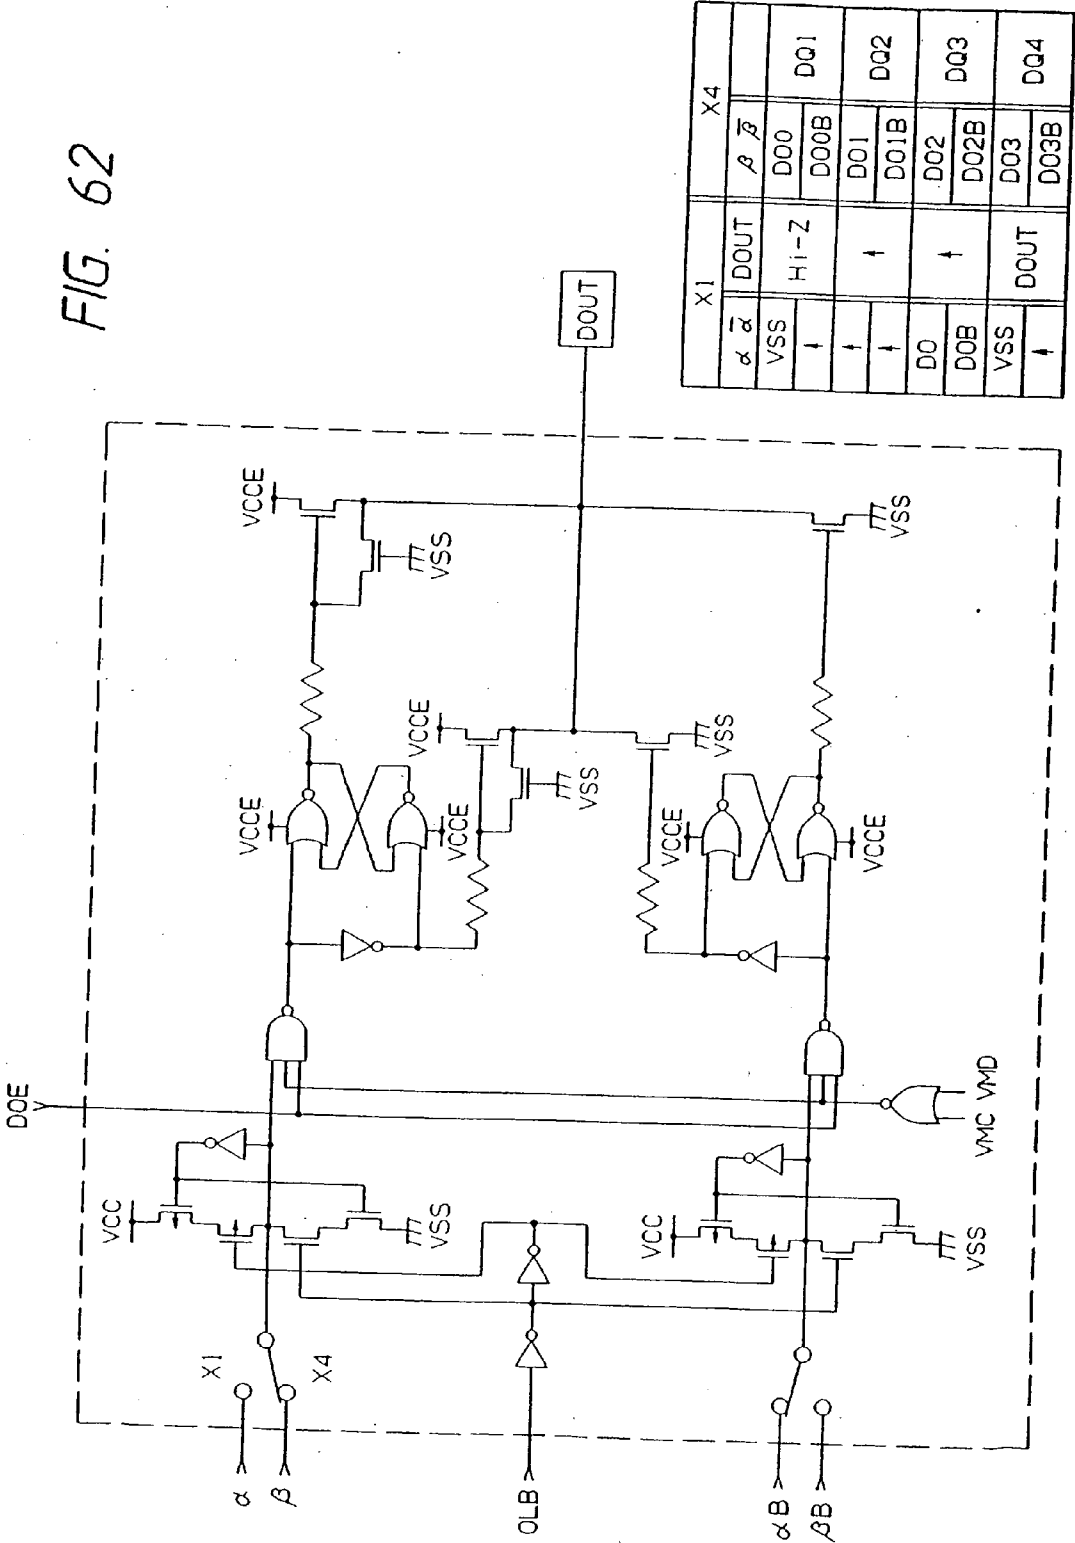 FIG. 62
X1 X4
α α̅ DOUT β β̅
VSS Hi-Z DO0 DQ1
↑ DO0B
↑ ↑ DO1 DQ2
↑ DO1B
DO ↑ DO2 DQ3
DOB DO2B
VSS DOUT DO3 DQ4
↑ DO3B
DOE
VCC
VSS
X1
X4
α
β
OLB
αB
βB
VCC
VSS
VMC VMD
VCCE
VCCE
VCCE
VSS
VCCE
VSS
VCCE
VCCE
VSS
VSS
DOUT